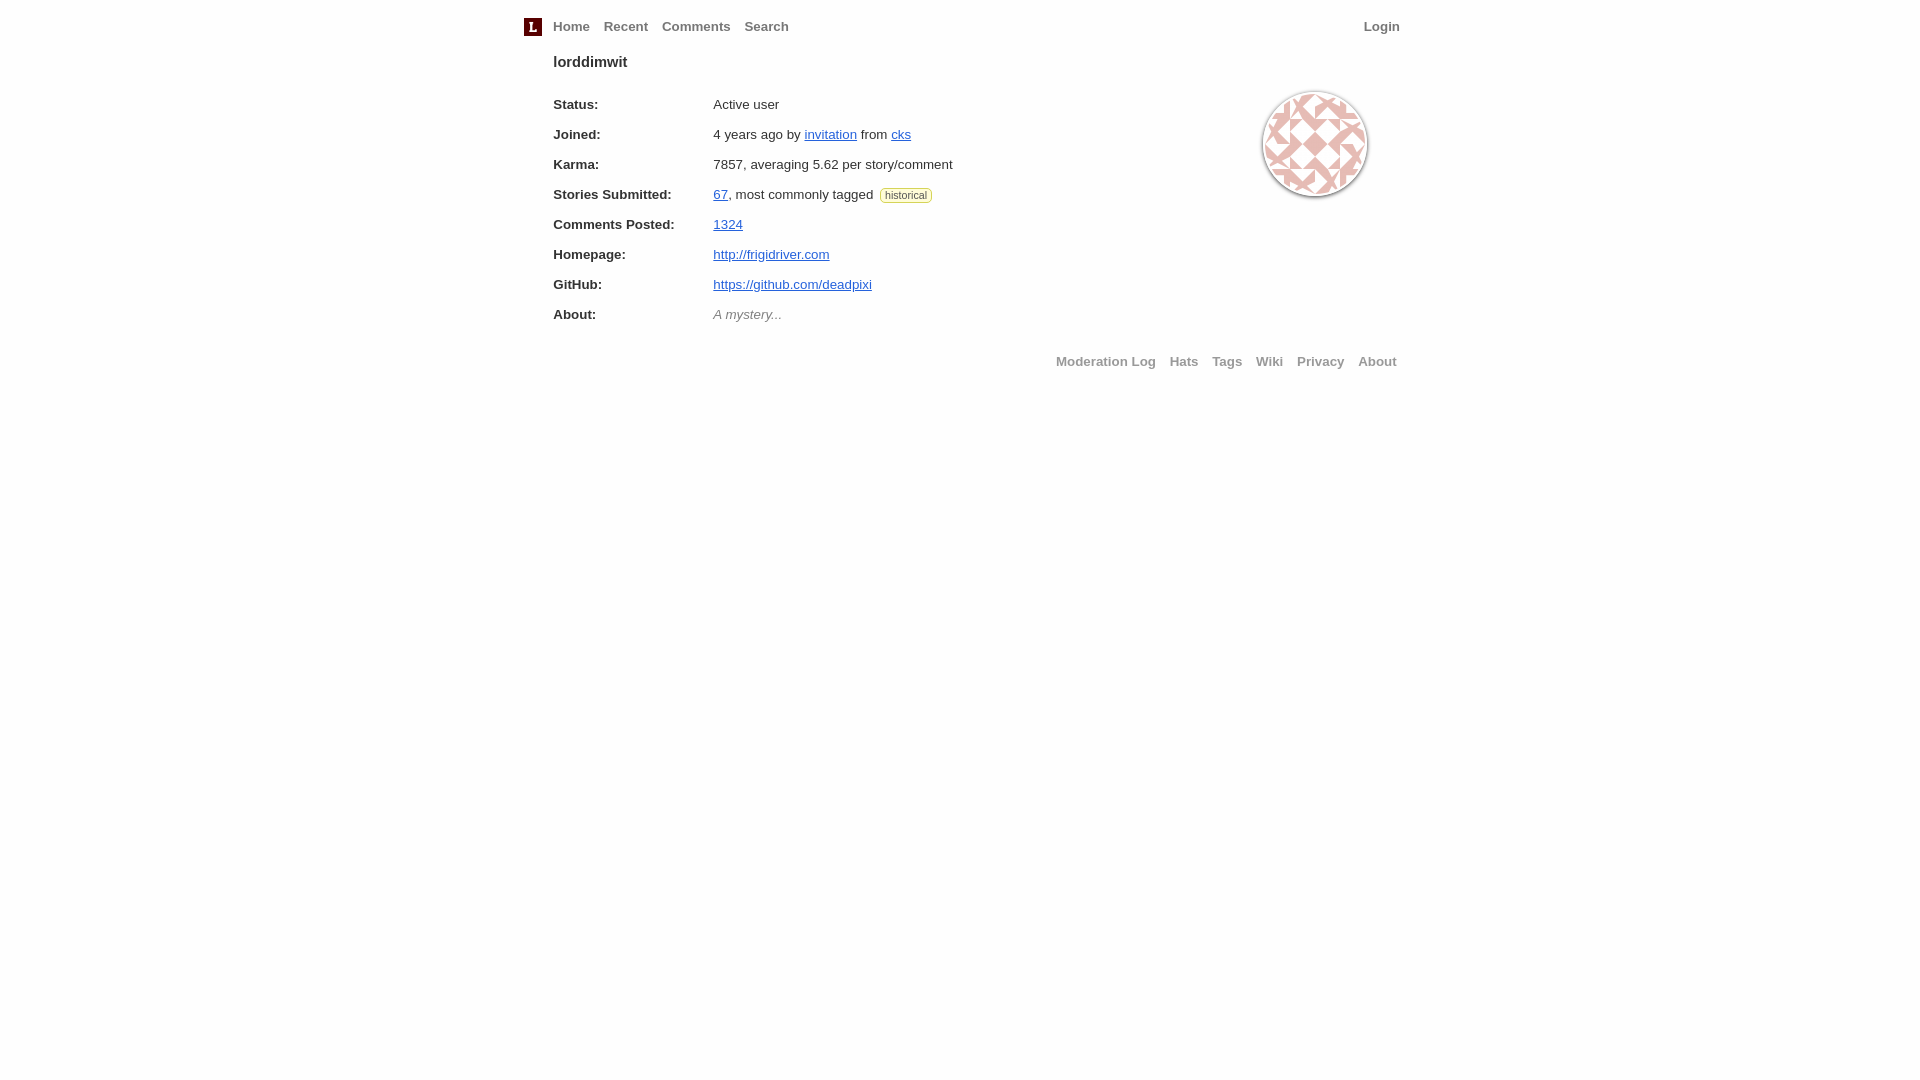 L Home Recent Comments Search Login
lorddimwit
Status: Active user
Joined: 4 years ago by invitation from cks
Karma: 7857, averaging 5.62 per story/comment
Stories Submitted: 67, most commonly tagged historical
Comments Posted: 1324
Homepage: http://frigidriver.com
GitHub: https://github.com/deadpixi
About: A mystery...
Moderation Log Hats Tags Wiki Privacy About